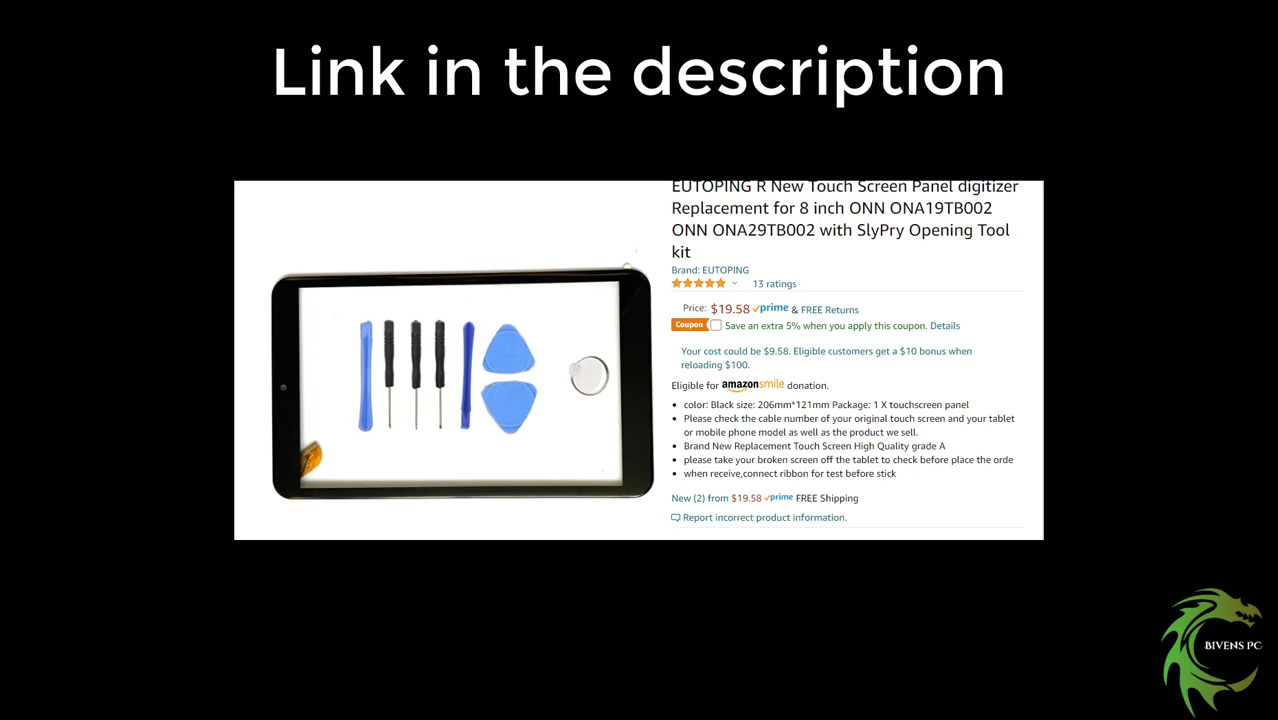 Link in the description
EUTOPING R New Touch Screen Panel digitizer
Replacement for 8 inch ONN ONA19TB002
ONN ONA29TB002 with SlyPry Opening Tool
kit
Brand: EUTOPING
13 ratings
Price: $19.58 prime & FREE Returns
Coupon Save an extra 5% when you apply this coupon. Details
Your cost could be $9.58. Eligible customers get a $10 bonus when
reloading $100.
Eligible for amazonsmile donation.
• color: Black size: 206mm*121mm Package: 1 X touchscreen panel
• Please check the cable number of your original touch screen and your tablet
or mobile phone model as well as the product we sell.
• Brand New Replacement Touch Screen High Quality grade A
• please take your broken screen off the tablet to check before place the orde
• when receive,connect ribbon for test before stick
New (2) from $19.58 prime FREE Shipping
Report incorrect product information.
BIVENS PC